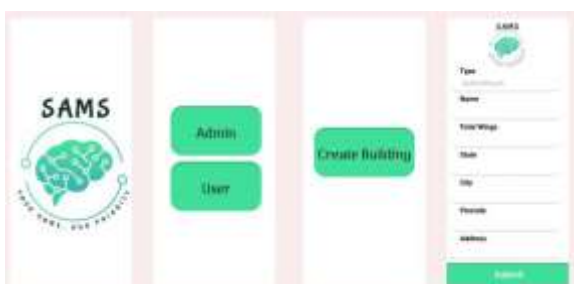 SAMS
Admin
User
Create Building
SAMS
Type
Name
Total Wings
State
City
Pincode
Address
Submit